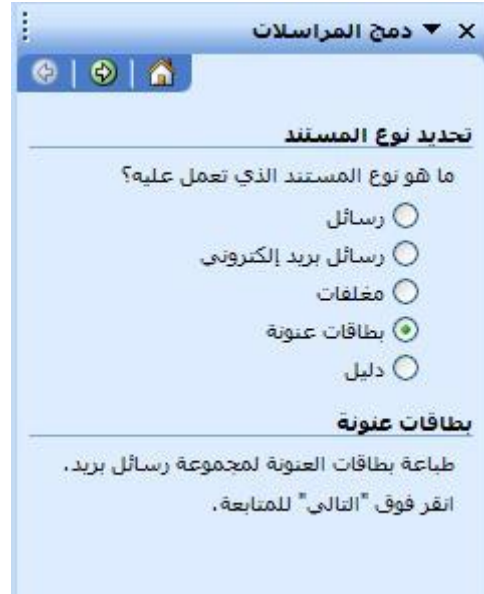 دمج المراسلات
تحديد نوع المستند
ما هو نوع المستند الذي تعمل عليه؟
رسائل
رسائل بريد إلكتروني
مغلفات
بطاقات عنونة
دليل
بطاقات عنونة
طباعة بطاقات العنونة لمجموعة رسائل بريد.
انقر فوق "التالي" للمتابعة.